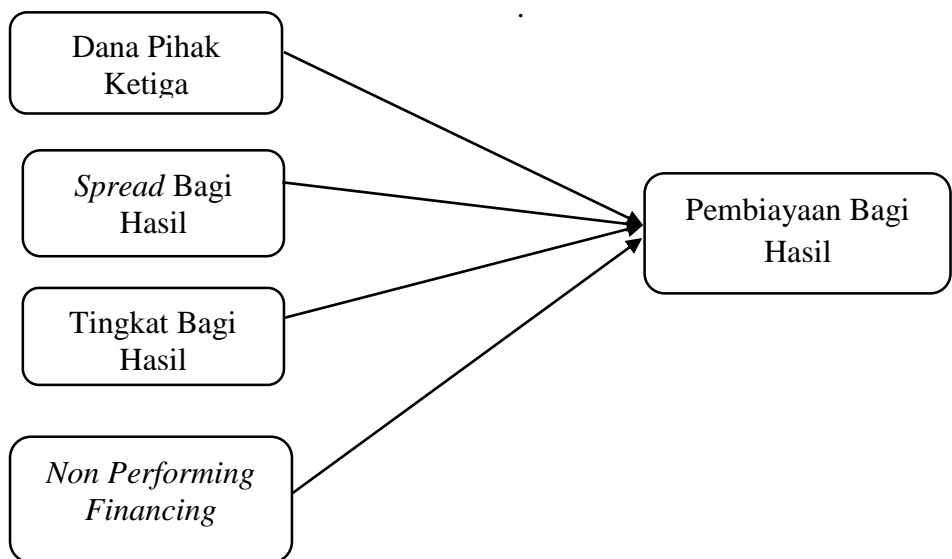 Dana Pihak
Ketiga
Spread Bagi
Hasil
Pembiayaan Bagi
Hasil
Tingkat Bagi
Hasil
Non Performing
Financing